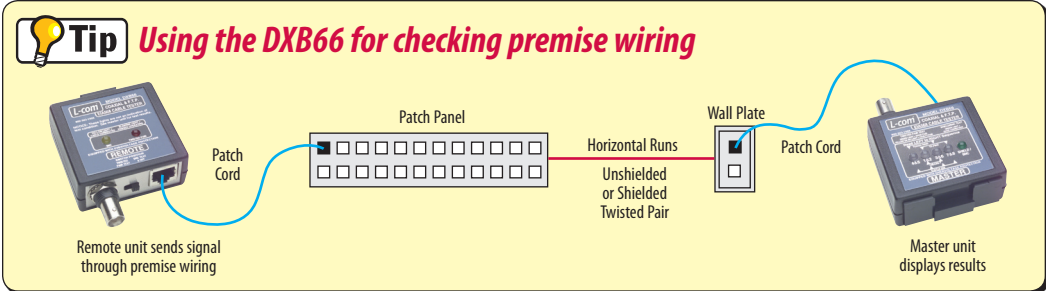 Tip
Using the DXB66 for checking premise wiring
L-com
COAXIAL & U.T.P.
REMOTE
Patch
Cord
Remote unit sends signal
through premise wiring
Patch Panel
Horizontal Runs
Unshielded
or Shielded
Twisted Pair
Wall Plate
Patch Cord
L-com
MASTER
Master unit
displays results